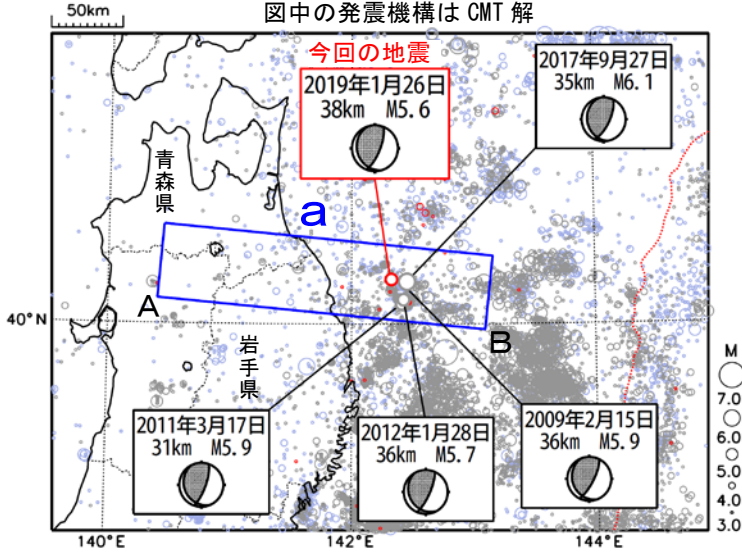 50km
図中の発震機構は CMT 解
今回の地震
2019年1月26日
38km M5.6
2017年9月27日
35km M6.1
青森県
a
A
40°N
B
岩手県
M
7.0
6.0
5.0
4.0
3.0
2011年3月17日
31km M5.9
2012年1月28日
36km M5.7
2009年2月15日
36km M5.9
140°E
142°E
144°E